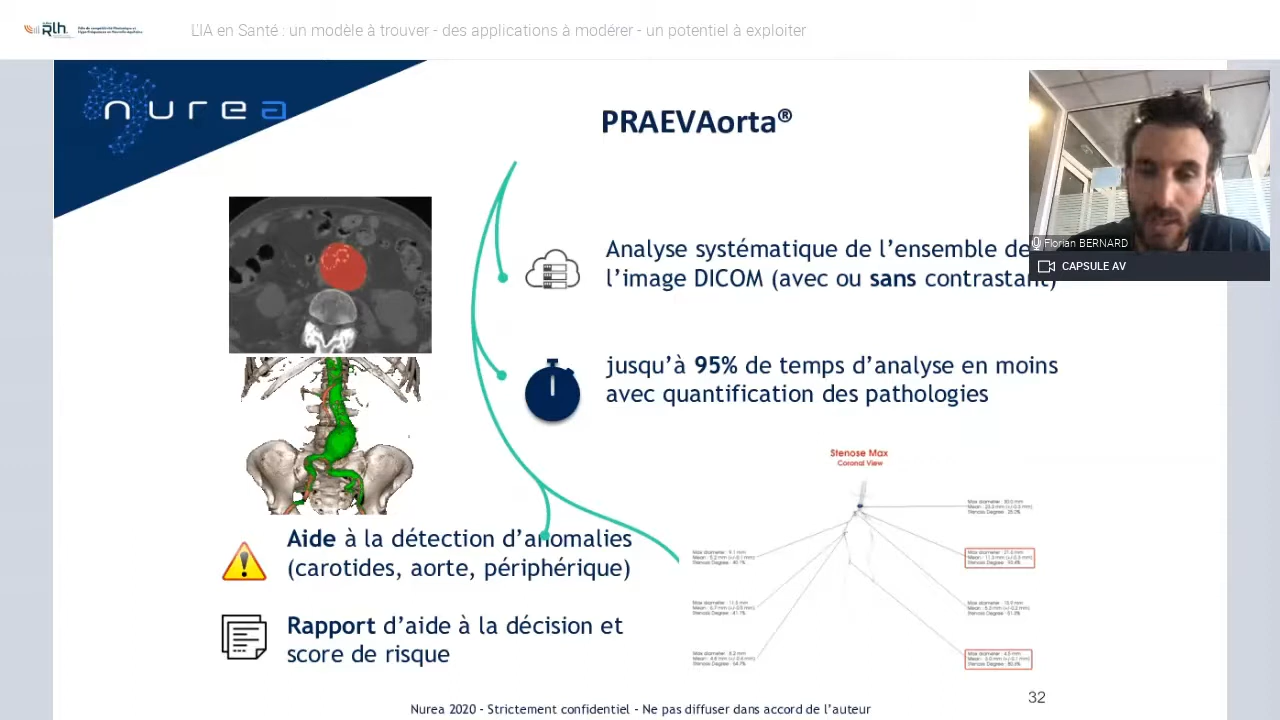 Rlh
L'IA en Santé : un modèle à trouver - des applications à modérer - un potentiel à exploiter
nurea
PRAEVAorta®
Florian BERNARD
CAPSULE AV
Analyse systématique de l'ensemble de
l'image DICOM (avec ou sans contrastant)
jusqu'à 95% de temps d'analyse en moins
avec quantification des pathologies
Stenose Max
Coronal View
Aide à la détection d'anomalies
(carotides, aorte, périphérique)
Rapport d'aide à la décision et
score de risque
32
Nurea 2020 - Strictement confidentiel - Ne pas diffuser dans accord de l'auteur